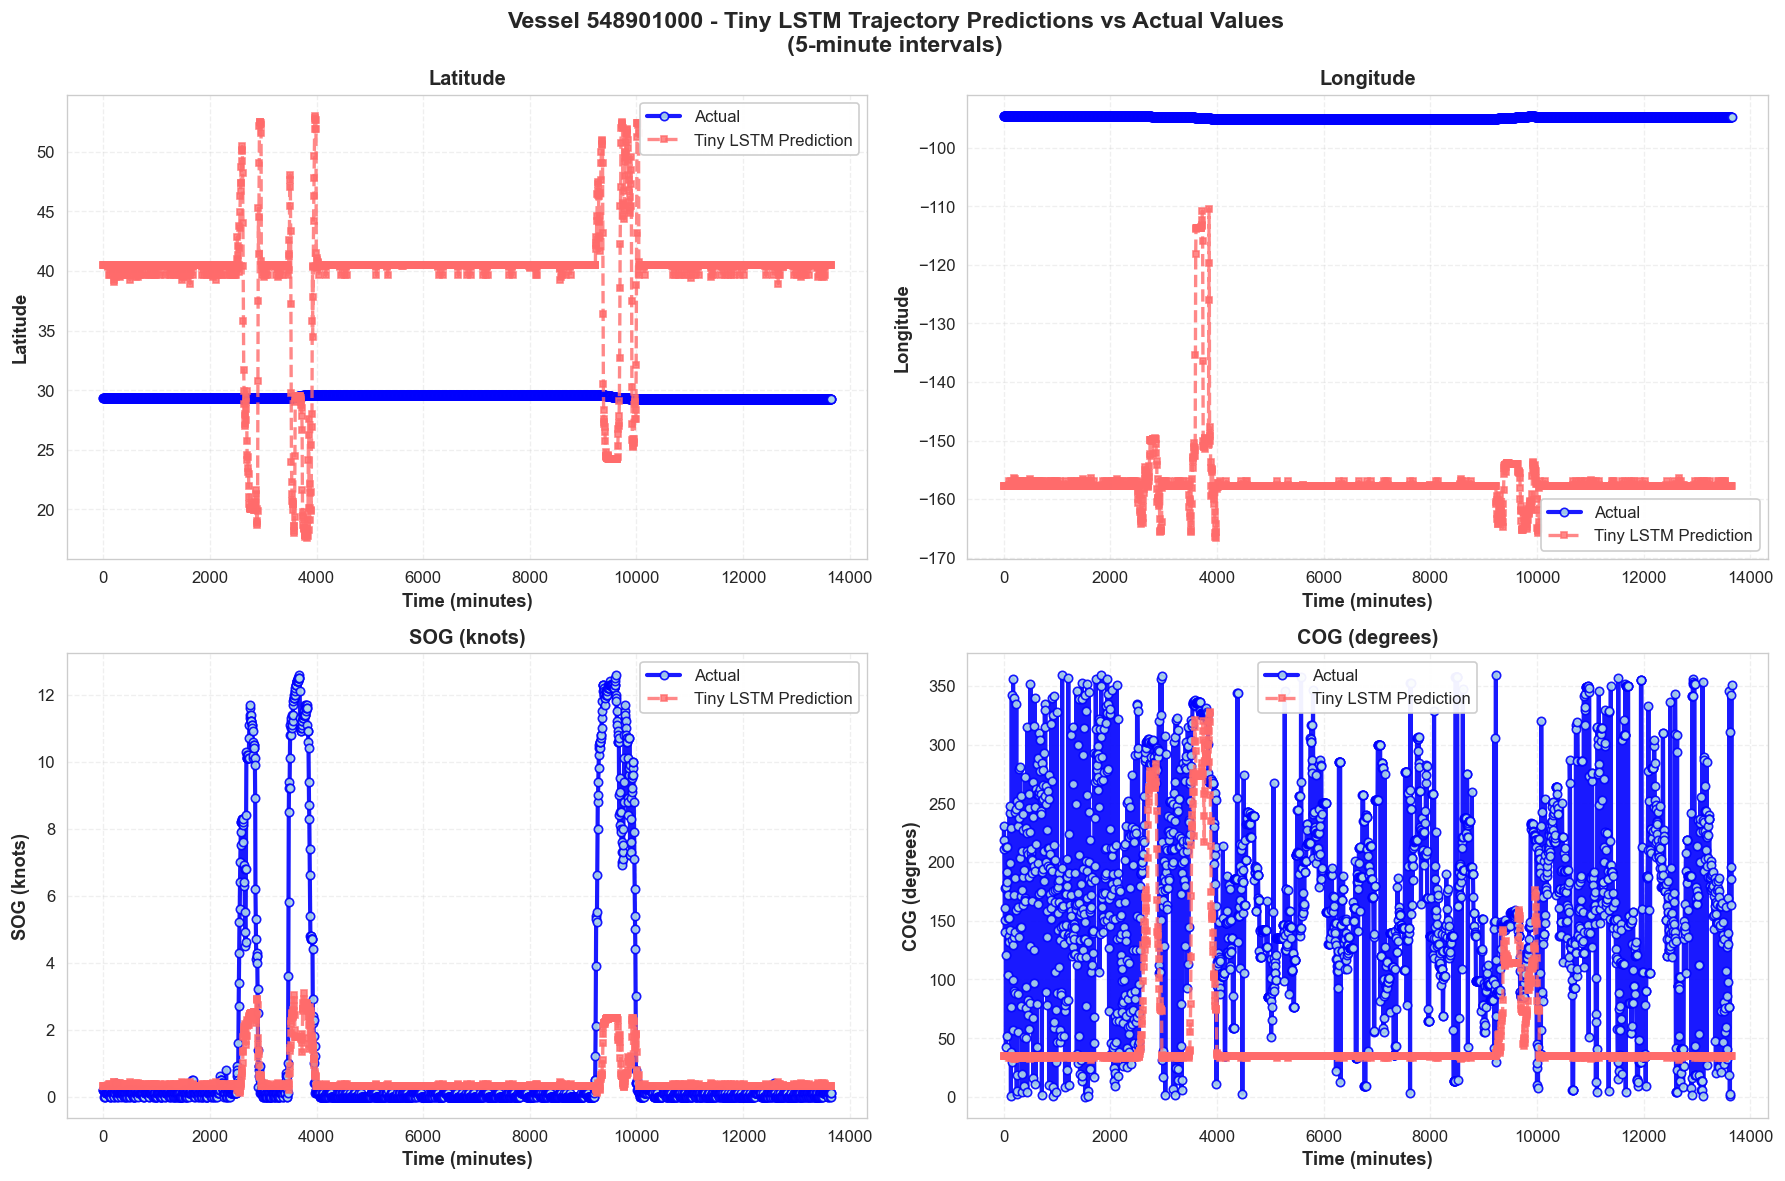 Vessel 548901000 - Tiny LSTM Trajectory Predictions vs Actual Values
(5-minute intervals)
Latitude
Actual
Tiny LSTM Prediction
50
45
40
35
30
25
20
Latitude
0 2000 4000 6000 8000 10000 12000 14000
Time (minutes)
Longitude
−100
−110
−120
−130
−140
−150
−160
−170
Longitude
Actual
Tiny LSTM Prediction
0 2000 4000 6000 8000 10000 12000 14000
Time (minutes)
SOG (knots)
Actual
Tiny LSTM Prediction
12
10
8
6
4
2
0
SOG (knots)
0 2000 4000 6000 8000 10000 12000 14000
Time (minutes)
COG (degrees)
Actual
Tiny LSTM Prediction
350
300
250
200
150
100
50
0
COG (degrees)
0 2000 4000 6000 8000 10000 12000 14000
Time (minutes)